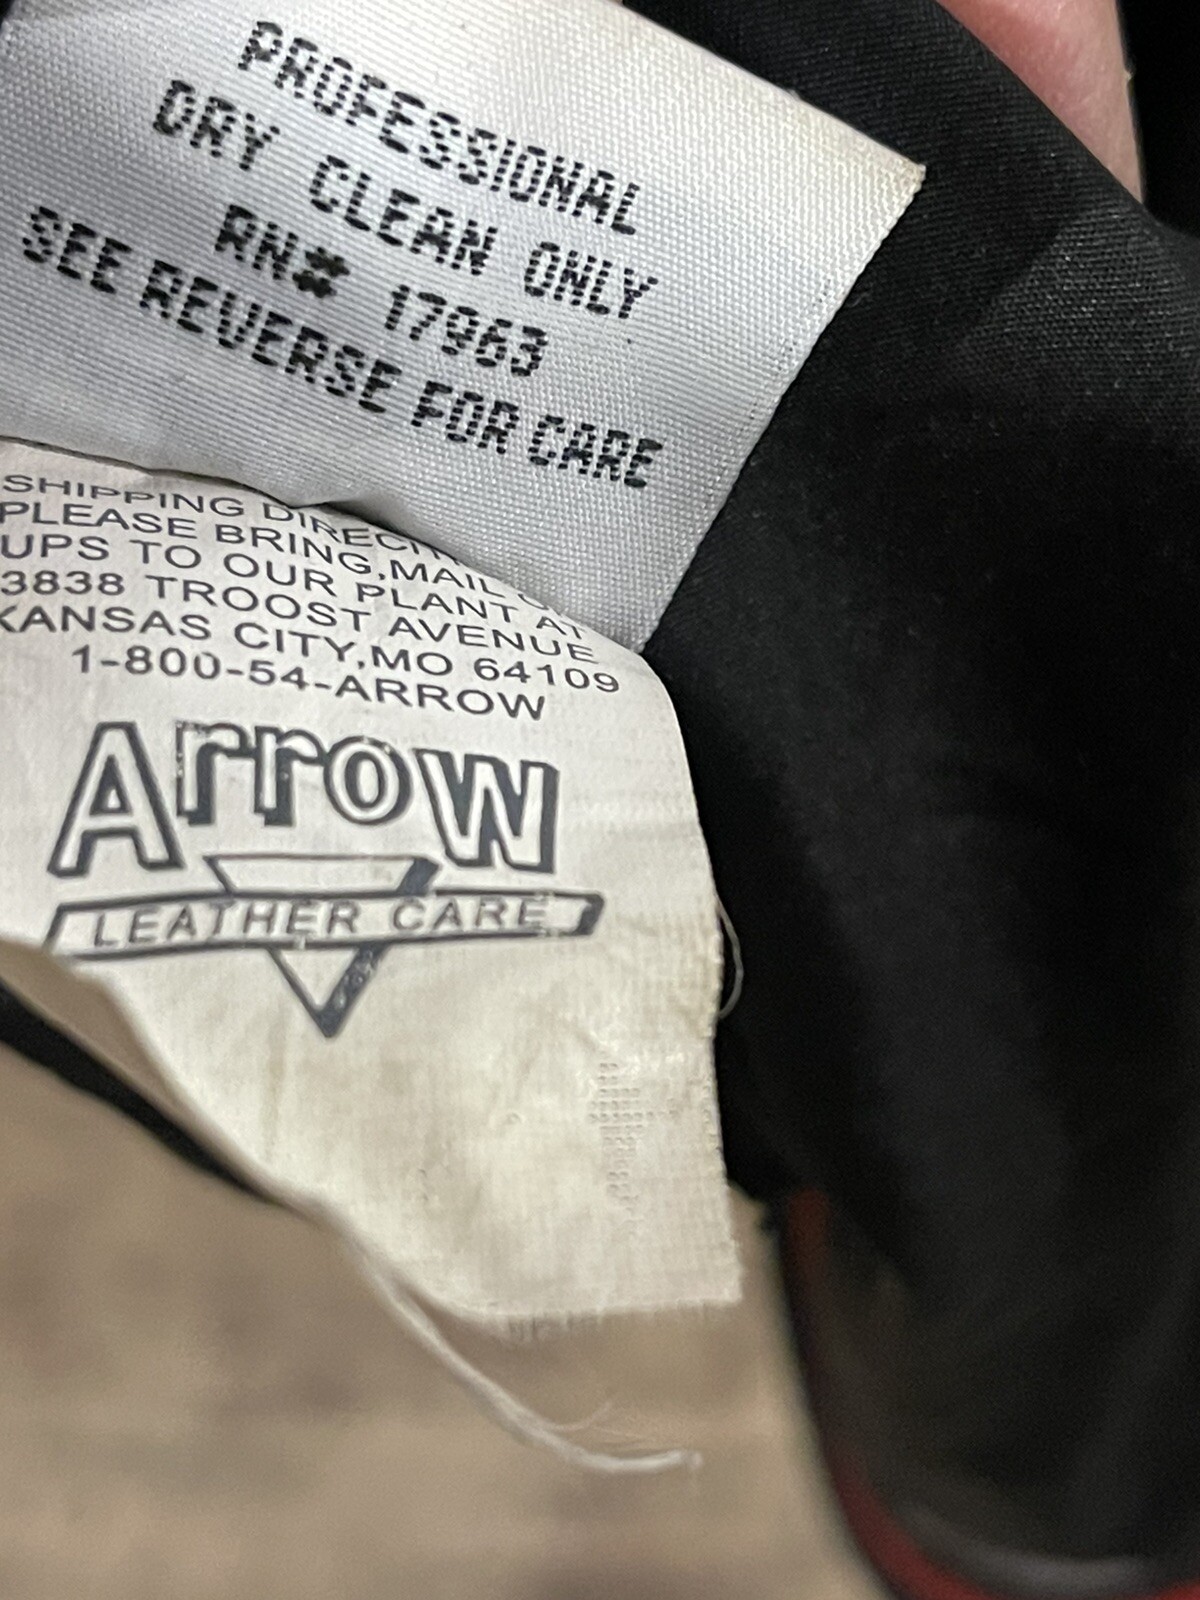 PROFESSIONAL
DRY CLEAN ONLY
RN# 17963
SEE REVERSE FOR CARE
SHIPPING
PLEASE BRING,MAIL
UPS TO OUR PLANT AT
3838 TROOST AVENUE
KANSAS CITY,MO 64109
1-800-54-ARROW
Arrow
LEATHER CARE